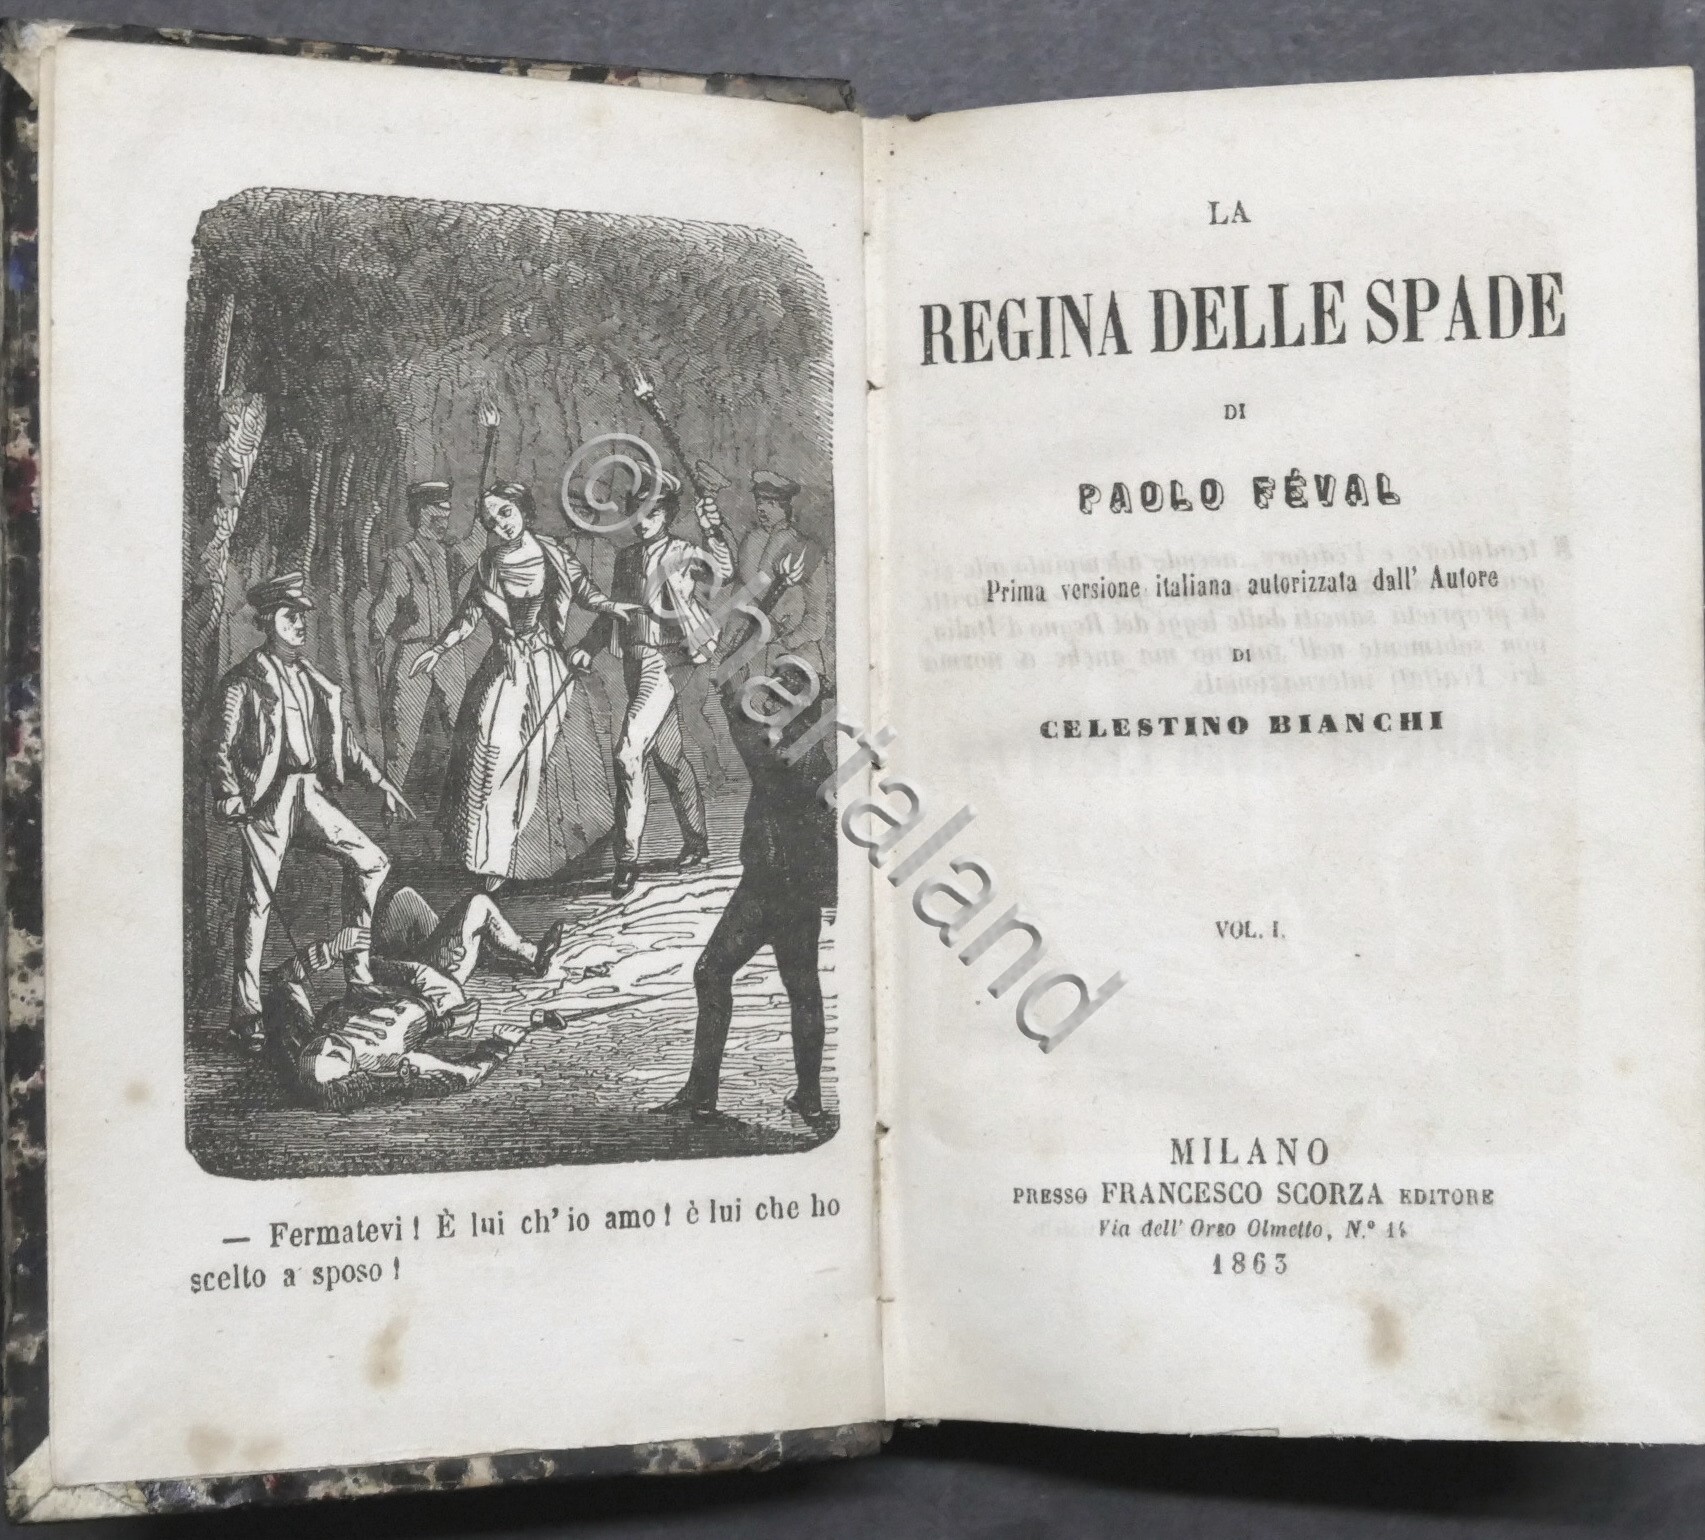 — Fermatevi! È lui ch' io amo! è lui che ho
scelto a sposo!
LA
REGINA DELLE SPADE
DI
PAOLO FÉVAL
Prima versione italiana autorizzata dall' Autore
DI
CELESTINO BIANCHI
VOL. I.
MILANO
PRESSO FRANCESCO SCORZA EDITORE
Via dell' Orso Olmetto, N.º 14
1863
© Chartaland